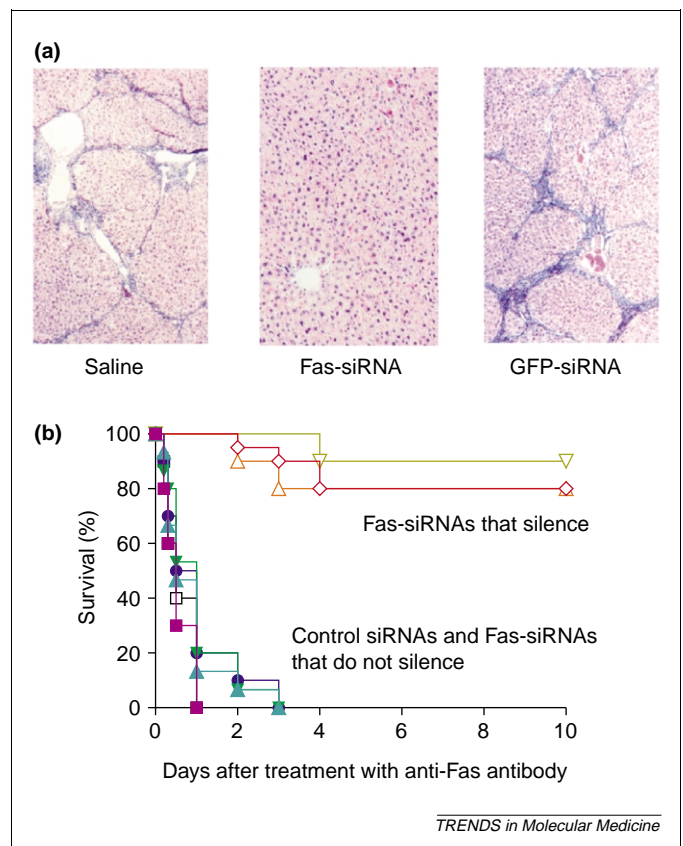 (a)
Saline
Fas-siRNA
GFP-siRNA
(b)
100
80
60
40
20
0
Survival (%)
Fas-siRNAs that silence
Control siRNAs and Fas-siRNAs
that do not silence
0
2
4
6
8
10
Days after treatment with anti-Fas antibody
TRENDS in Molecular Medicine